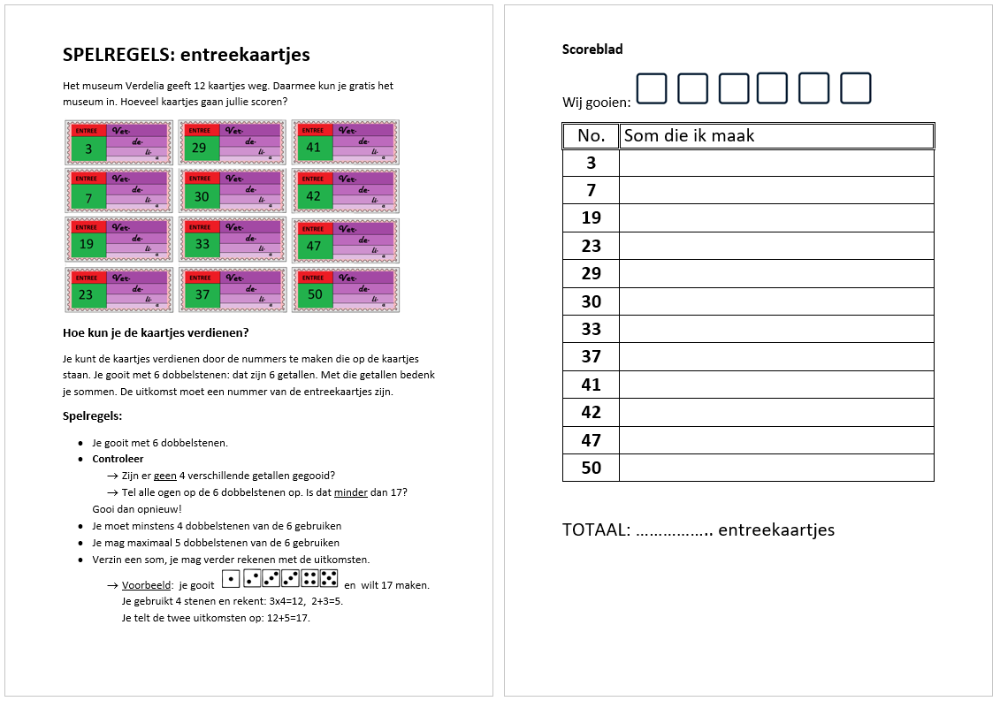 SPELREGELS: entreekaartjes
Het museum Verdelia geeft 12 kaartjes weg. Daarmee kun je gratis het
museum in. Hoeveel kaartjes gaan jullie scoren?
ENTREE 3 Ver- de- li- a
ENTREE 29 Ver- de- li- a
ENTREE 41 Ver- de- li- a
ENTREE 7 Ver- de- li- a
ENTREE 30 Ver- de- li- a
ENTREE 42 Ver- de- li- a
ENTREE 19 Ver- de- li- a
ENTREE 33 Ver- de- li- a
ENTREE 47 Ver- de- li- a
ENTREE 23 Ver- de- li- a
ENTREE 37 Ver- de- li- a
ENTREE 50 Ver- de- li- a
Hoe kun je de kaartjes verdienen?
Je kunt de kaartjes verdienen door de nummers te maken die op de kaartjes
staan. Je gooit met 6 dobbelstenen: dat zijn 6 getallen. Met die getallen bedenk
je sommen. De uitkomst moet een nummer van de entreekaartjes zijn.
Spelregels:
• Je gooit met 6 dobbelstenen.
• Controleer
→ Zijn er geen 4 verschillende getallen gegooid?
→ Tel alle ogen op de 6 dobbelstenen op. Is dat minder dan 17?
Gooi dan opnieuw!
• Je moet minstens 4 dobbelstenen van de 6 gebruiken
• Je mag maximaal 5 dobbelstenen van de 6 gebruiken
• Verzin een som, je mag verder rekenen met de uitkomsten.
→ Voorbeeld: je gooit en wilt 17 maken.
Je gebruikt 4 stenen en rekent: 3x4=12, 2+3=5.
Je telt de twee uitkomsten op: 12+5=17.
Scoreblad
Wij gooien:
No. Som die ik maak
3
7
19
23
29
30
33
37
41
42
47
50
TOTAAL: …………….. entreekaartjes